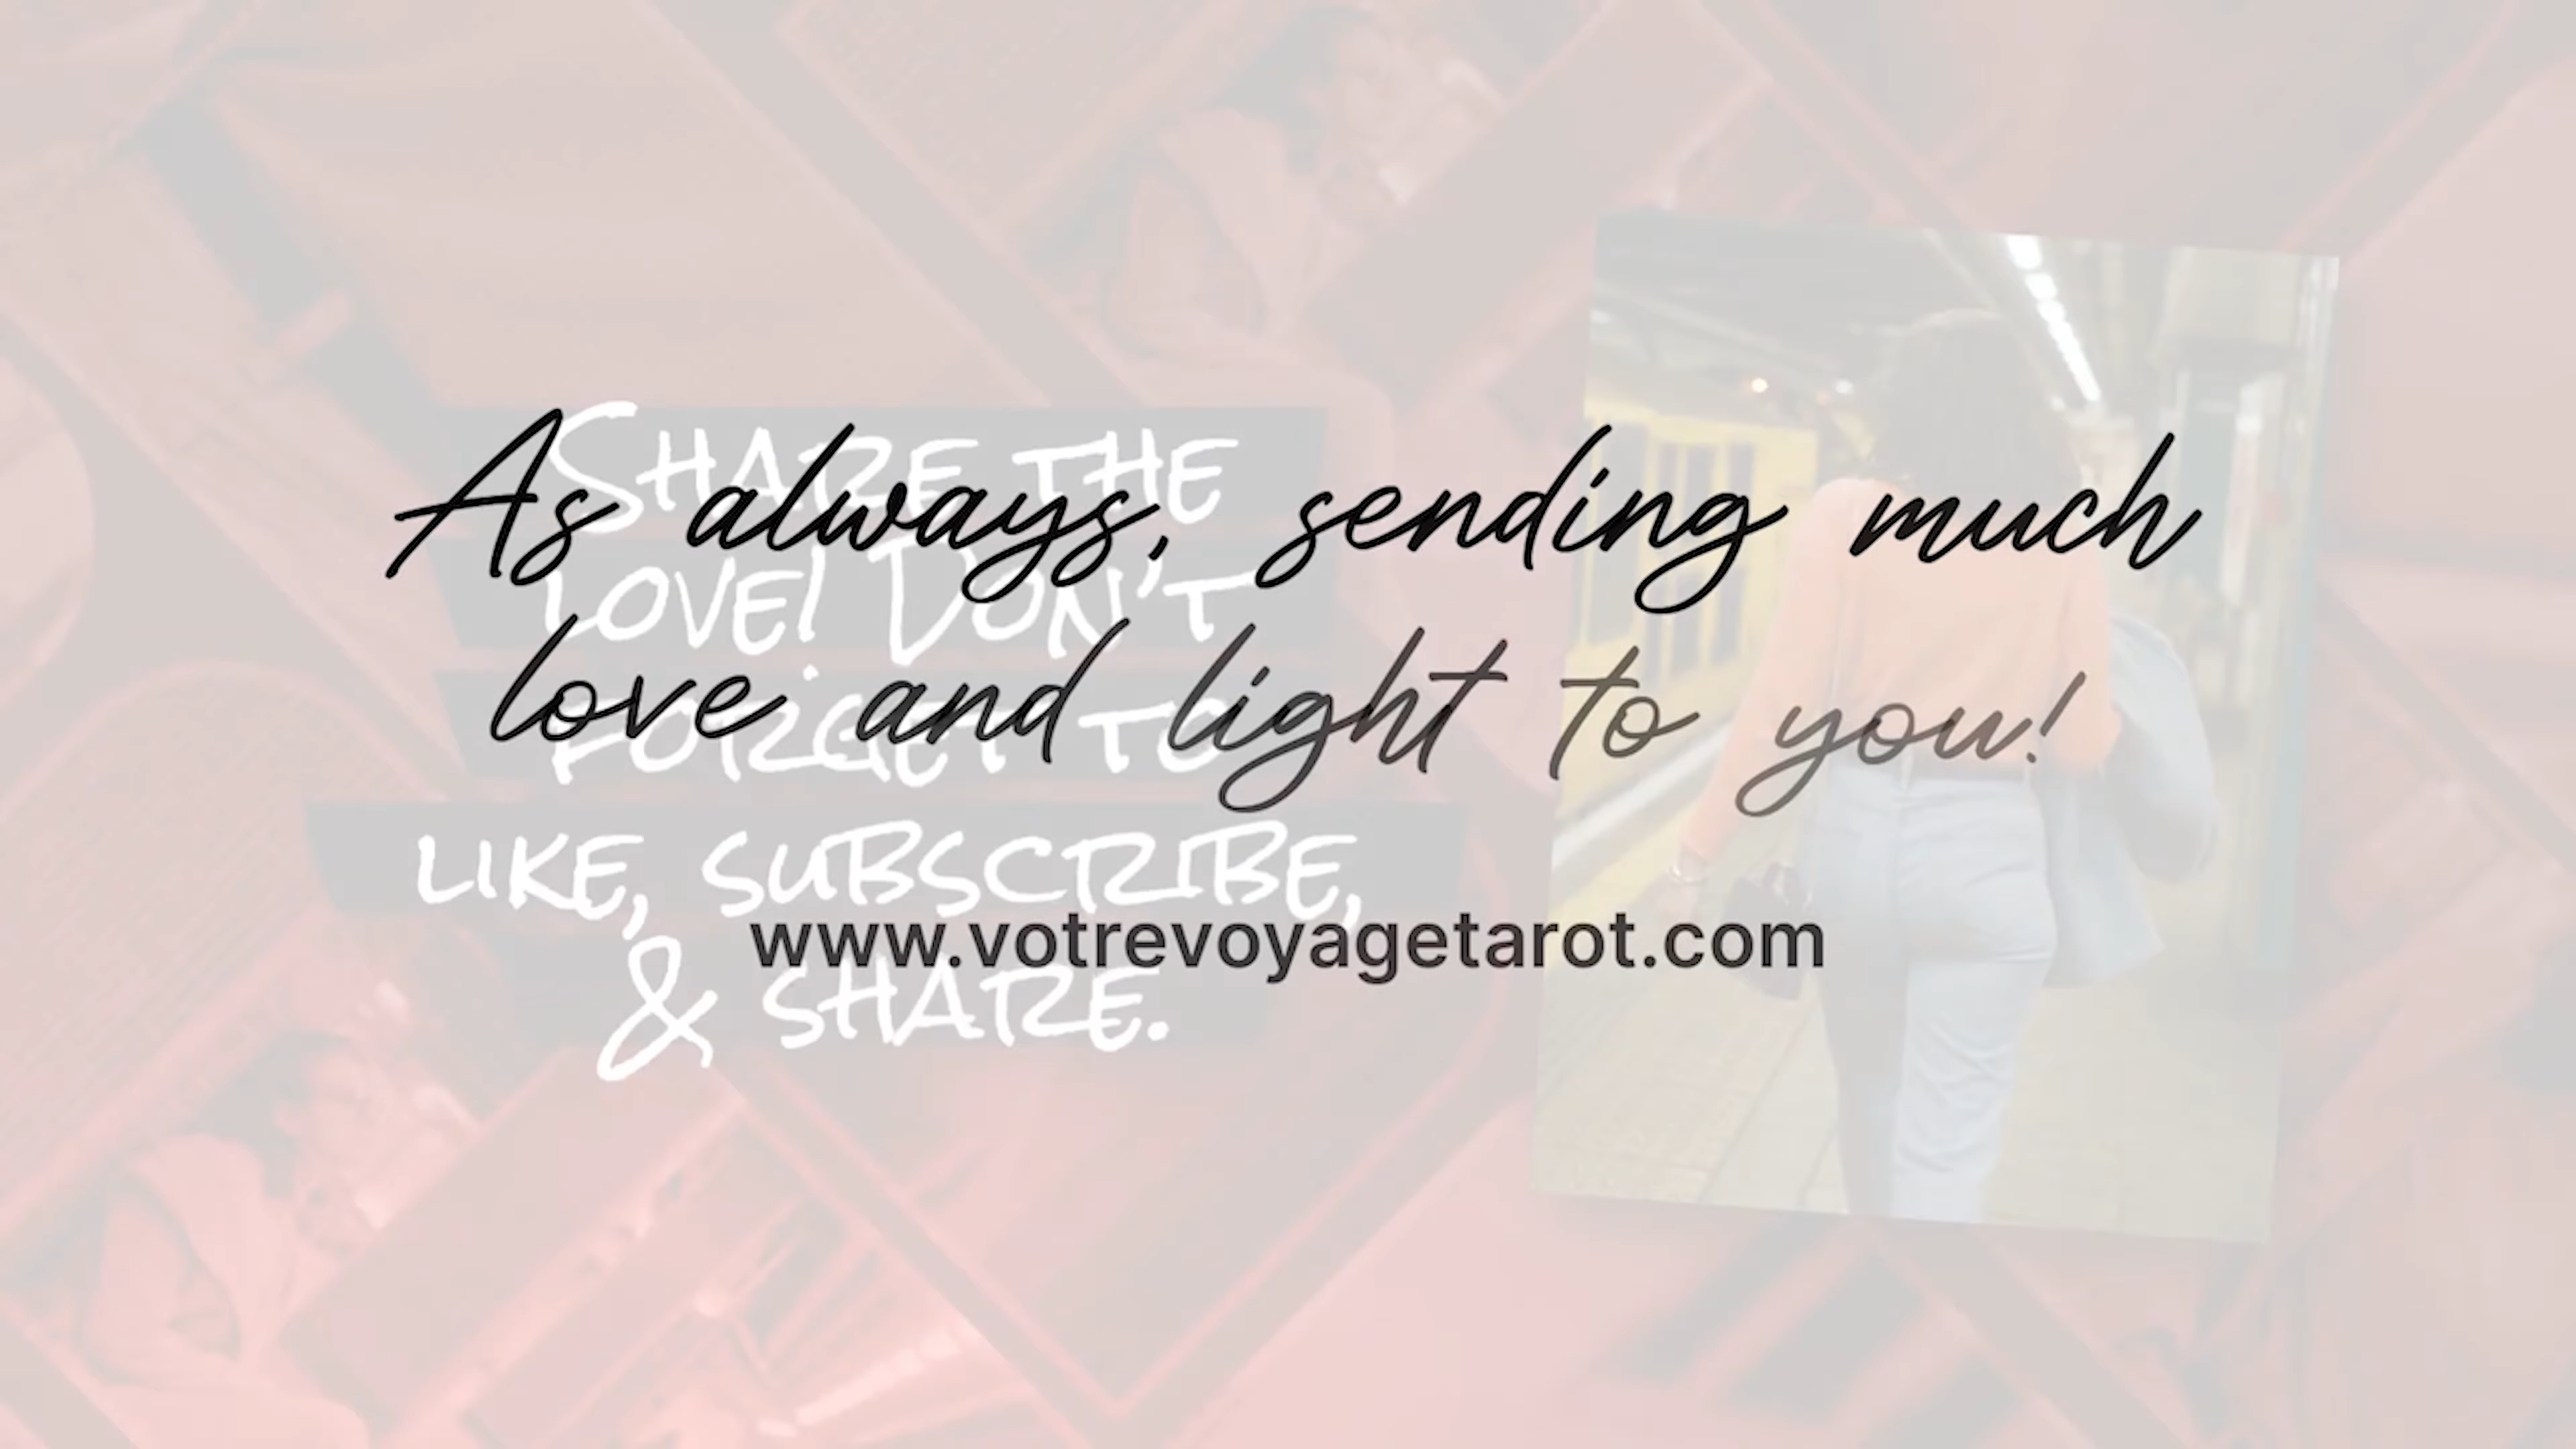 As always, sending much
love and light to you!
www.votrevoyagetarot.com
Share the
love! Don't
forget to
like, subscribe,
& share.